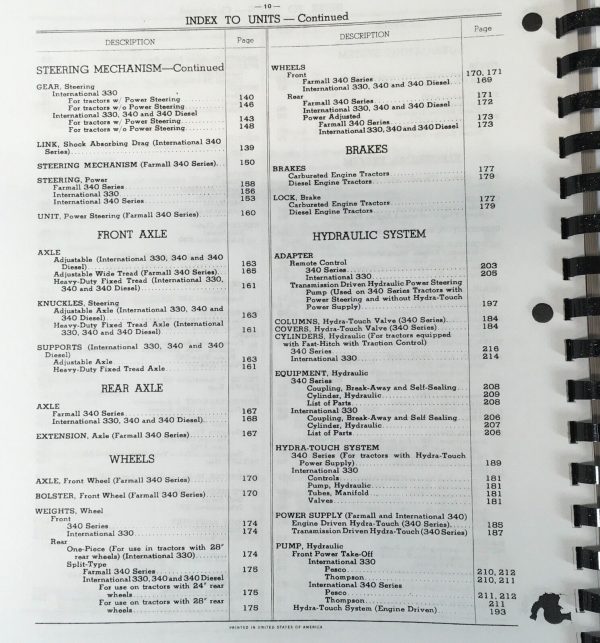 — 10 —
INDEX TO UNITS — Continued
DESCRIPTION Page
STEERING MECHANISM—Continued
GEAR, Steering
International 330
For tractors w/ Power Steering 140
For tractors w/o Power Steering 146
International 330, 340 and 340 Diesel
For tractors w/ Power Steering 143
For tractors w/o Power Steering 148
LINK, Shock Absorbing Drag (International 340
Series) 139
STEERING MECHANISM (Farmall 340 Series) 150
STEERING, Power
Farmall 340 Series 158
International 330 156
International 340 Series 153
UNIT, Power Steering (Farmall 340 Series) 160
FRONT AXLE
AXLE
Adjustable (International 330, 340 and 340
Diesel) 163
Adjustable Wide Tread (Farmall 340 Series) 165
Heavy-Duty Fixed Tread (International 330,
340 and 340 Diesel) 161
KNUCKLES, Steering
Adjustable Axle (International 330, 340 and
340 Diesel) 163
Heavy-Duty Fixed Tread Axle (International
330, 340 and 340 Diesel) 161
SUPPORTS (International 330, 340 and 340
Diesel)
Adjustable Axle 163
Heavy-Duty Fixed Tread Axle 161
REAR AXLE
AXLE
Farmall 340 Series 167
International 330, 340 and 340 Diesel) 168
EXTENSION, Axle (Farmall 340 Series) 167
WHEELS
AXLE, Front Wheel (Farmall 340 Series) 170
BOLSTER, Front Wheel (Farmall 340 Series) 170
WEIGHTS, Wheel
Front
340 Series 174
International 330 174
Rear
One-Piece (For use in tractors with 28"
rear wheels) (International 330) 174
Split-Type
Farmall 340 Series 175
International 330, 340 and 340 Diesel
For use on tractors with 24" rear
wheels 175
For use on tractors with 28" rear
wheels 175
DESCRIPTION Page
WHEELS
Front
Farmall 340 Series 170, 171
International 330, 340 and 340 Diesel 169
Rear
Farmall 340 Series 171
International 330, 340 and 340 Diesel 172
Power Adjusted
Farmall 340 Series 173
International 330, 340 and 340 Diesel 173
BRAKES
BRAKES
Carbureted Engine Tractors 177
Diesel Engine Tractors 179
LOCK, Brake
Carbureted Engine Tractors 177
Diesel Engine Tractors 179
HYDRAULIC SYSTEM
ADAPTER
Remote Control
340 Series 203
International 330 205
Transmission Driven Hydraulic Power Steering
Pump (Used on 340 Series Tractors with
Power Steering and without Hydra-Touch
Power Supply) 197
COLUMNS, Hydra-Touch Valve (340 Series) 184
COVERS, Hydra-Touch Valve (340 Series) 184
CYLINDERS, Hydraulic (For tractors equipped
with Fast-Hitch with Traction Control)
340 Series 216
International 330 214
EQUIPMENT, Hydraulic
340 Series
Coupling, Break-Away and Self-Sealing 208
Cylinder, Hydraulic 209
List of Parts 208
International 330
Coupling, Break-Away and Self Sealing 206
Cylinder, Hydraulic 207
List of Parts 206
HYDRA-TOUCH SYSTEM
340 Series (For tractors with Hydra-Touch
Power Supply) 189
International 330
Controls 181
Pump, Hydraulic 181
Tubes, Manifold 181
Valves 181
POWER SUPPLY (Farmall and International 340)
Engine Driven Hydra-Touch (340 Series) 185
Transmission Driven Hydra-Touch (340 Series) 187
PUMP, Hydraulic
Front Power Take-Off
International 330
Pesco 210, 212
Thompson 210, 211
International 340 Series
Pesco 211, 212
Thompson 211
Hydra-Touch System (Engine Driven) 193
PRINTED IN UNITED STATES OF AMERICA